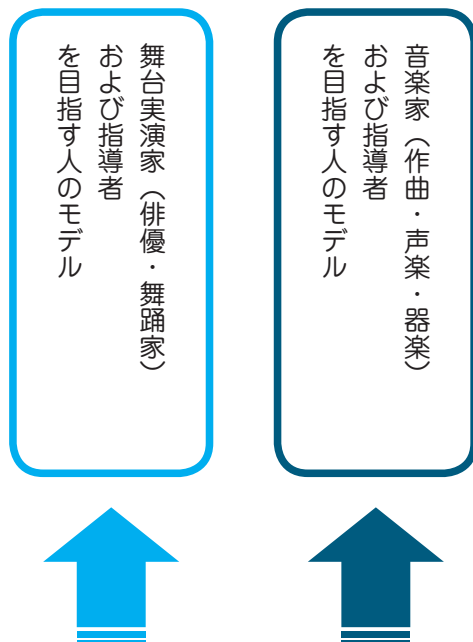 音楽家（作曲・声楽・器楽）
および指導者
を目指す人のモデル
舞台実演家（俳優・舞踊家）
および指導者
を目指す人のモデル